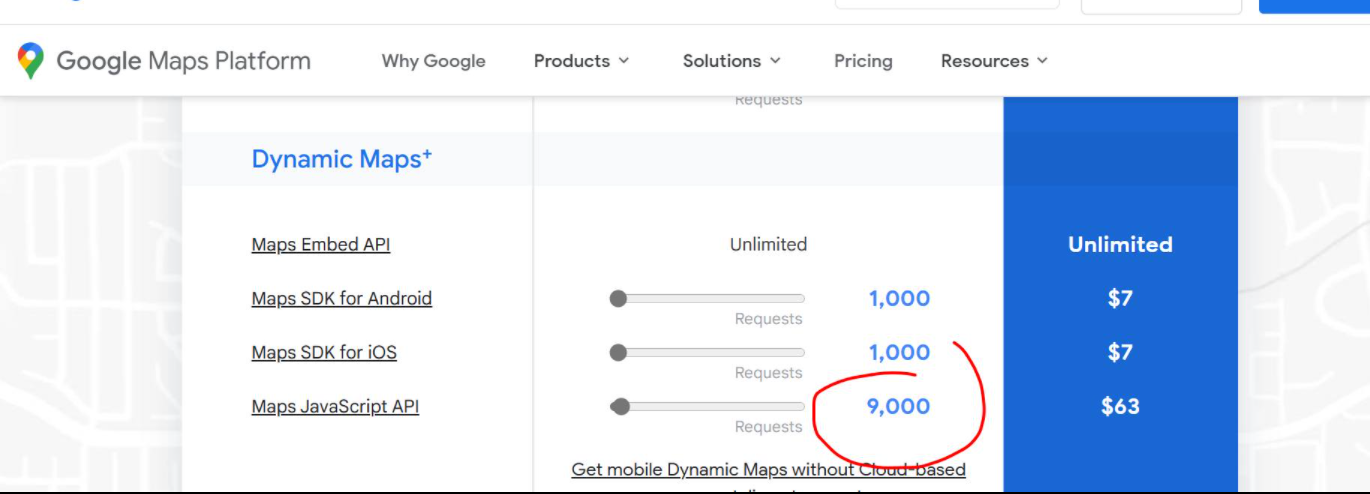 Google Maps Platform Why Google Products Solutions Pricing Resources
Requests
Dynamic Maps+
Maps Embed API Unlimited Unlimited
Maps SDK for Android 1,000 $7
Requests
Maps SDK for iOS 1,000 $7
Requests
Maps JavaScript API 9,000 $63
Requests
Get mobile Dynamic Maps without Cloud-based